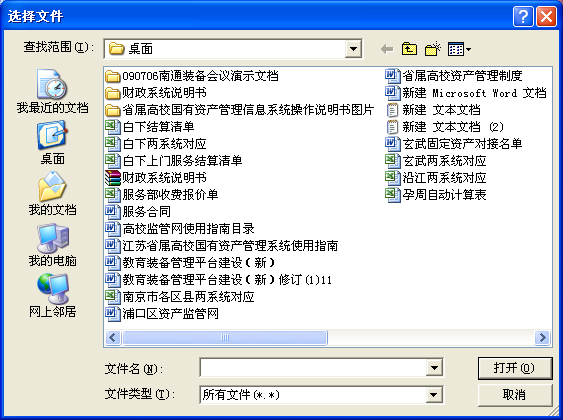 选择文件
查找范围(I):
桌面
我最近的文档
桌面
我的文档
我的电脑
网上邻居
090706南通装备会议演示文档
财政系统说明书
省属高校国有资产管理信息系统操作说明书图片
白下结算清单
白下两系统对应
白下上门服务结算清单
财政系统说明书
服务部收费报价单
服务合同
高校监管网使用指南目录
江苏省属高校国有资产管理系统使用指南
教育装备管理平台建设(新)
教育装备管理平台建设(新)修订(1)11
南京市各区县两系统对应
浦口区资产监管网
省属高校资产管理制度
新建 Microsoft Word 文档
新建 文本文档
新建 文本文档 (2)
玄武固定资产对接名单
玄武两系统对应
沿江两系统对应
孕周自动计算表
文件名(N):
打开(O)
文件类型(T):
所有文件(*.*)
取消